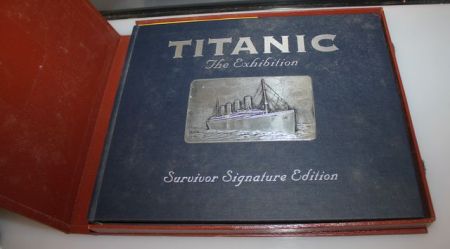 TITANIC
The Exhibition
Survivor Signature Edition